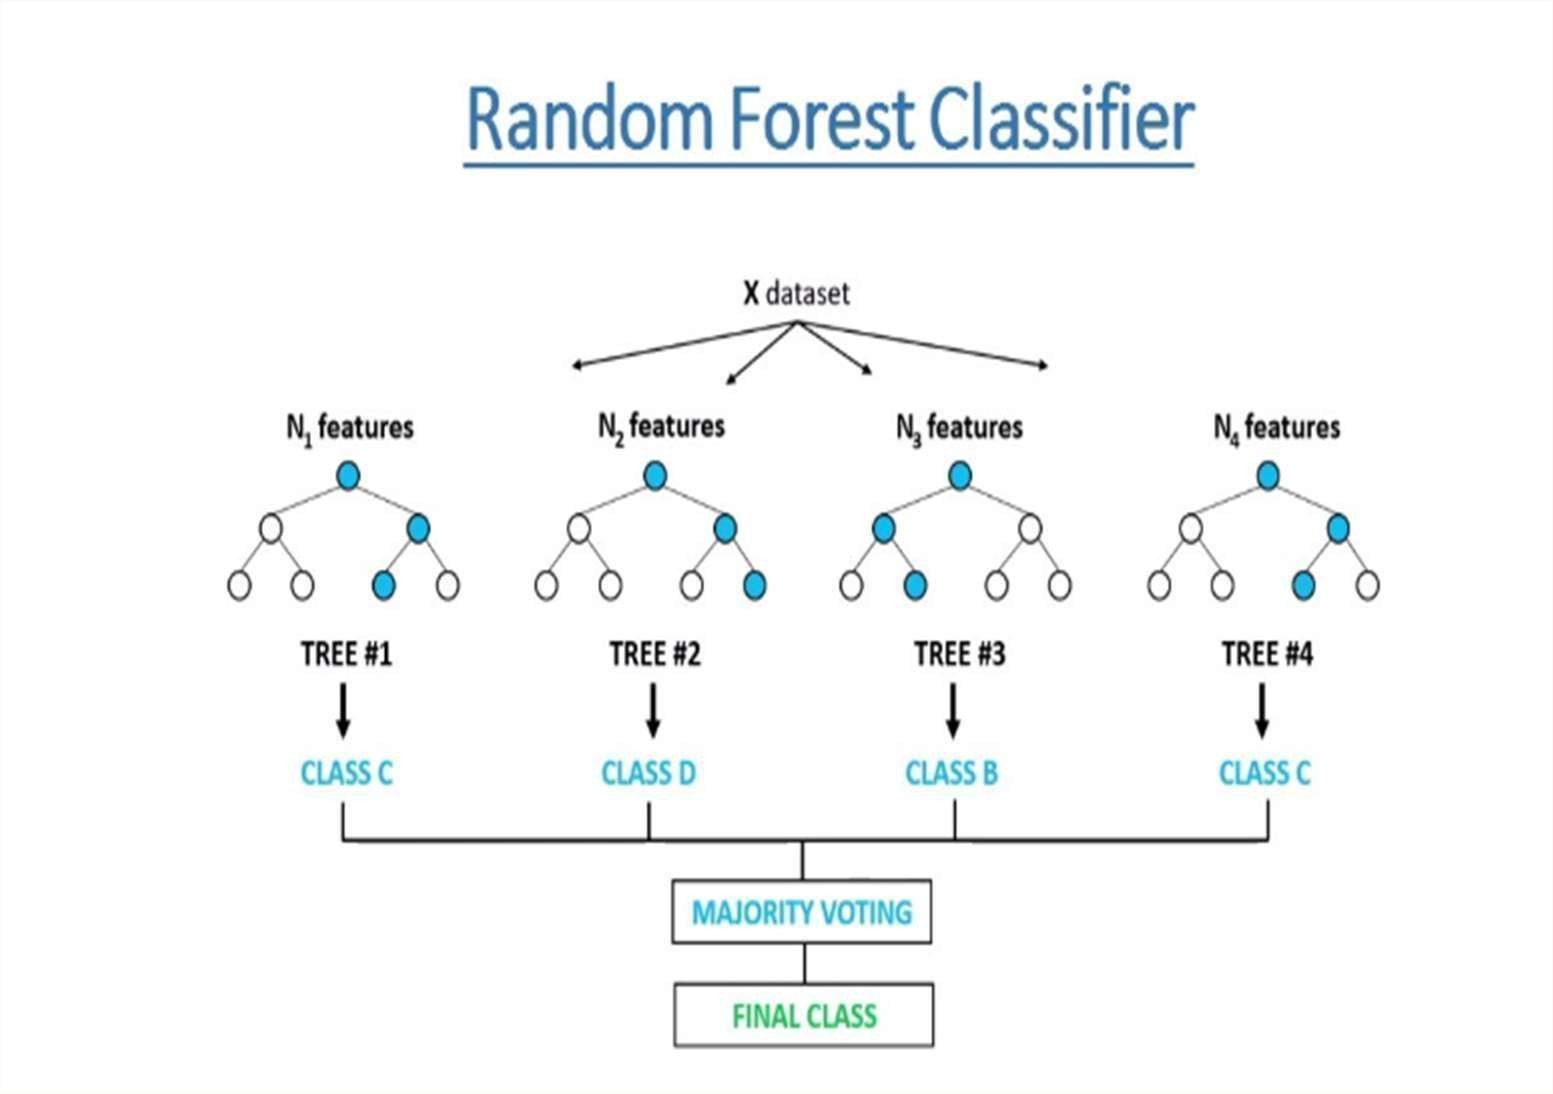 Random Forest Classifier
X dataset
N1 features N2 features N3 features N4 features
TREE #1 TREE #2 TREE #3 TREE #4
CLASS C CLASS D CLASS B CLASS C
MAJORITY VOTING
FINAL CLASS